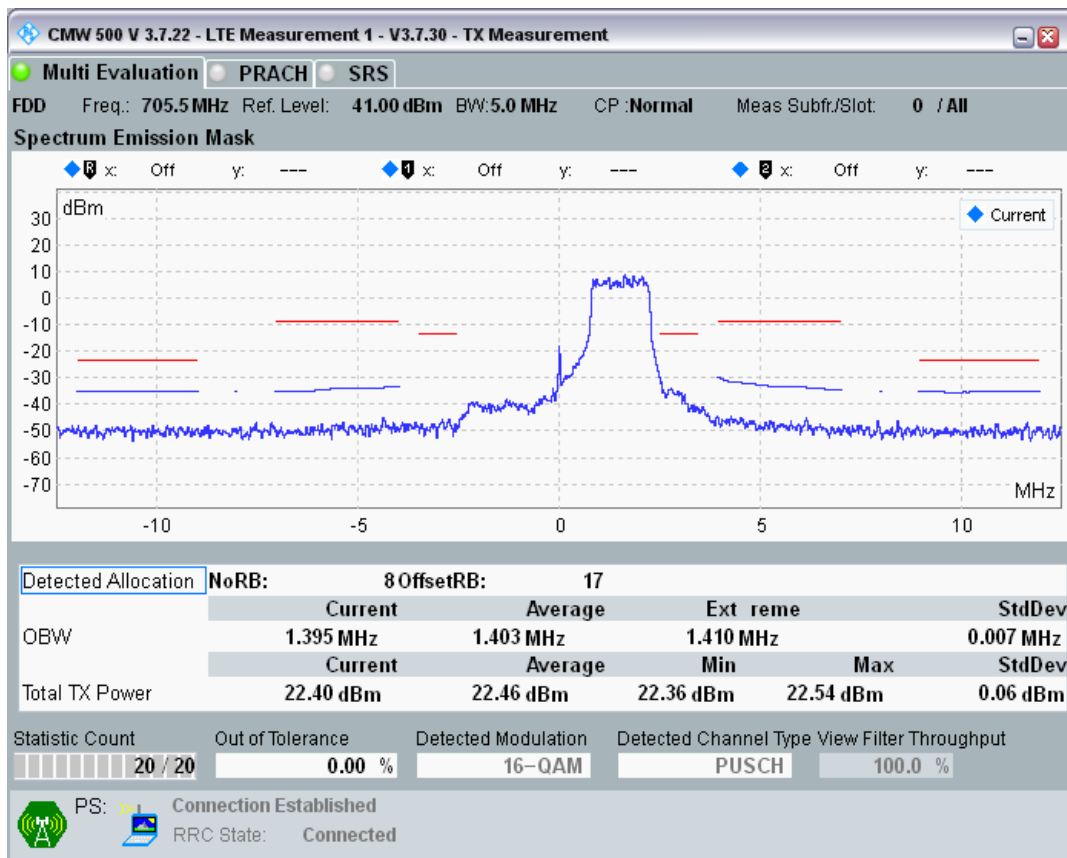 CMW 500 V 3.7.22 - LTE Measurement 1 - V3.7.30 - TX Measurement
Multi Evaluation PRACH SRS
FDD Freq.: 705.5 MHz Ref. Level: 41.00 dBm BW:5.0 MHz CP :Normal Meas Subfr./Slot: 0 / All
Spectrum Emission Mask
R x: Off y: --- 1 x: Off y: --- 2 x: Off y: ---
dBm
Current
30
20
10
0
-10
-20
-30
-40
-50
-60
-70
MHz
-10 -5 0 5 10
Detected Allocation NoRB: 8 OffsetRB: 17
Current Average Ext reme StdDev
OBW 1.395 MHz 1.403 MHz 1.410 MHz 0.007 MHz
Current Average Min Max StdDev
Total TX Power 22.40 dBm 22.46 dBm 22.36 dBm 22.54 dBm 0.06 dBm
Statistic Count Out of Tolerance Detected Modulation Detected Channel Type View Filter Throughput
20 / 20 0.00 % 16-QAM PUSCH 100.0 %
PS: Connection Established
RRC State: Connected